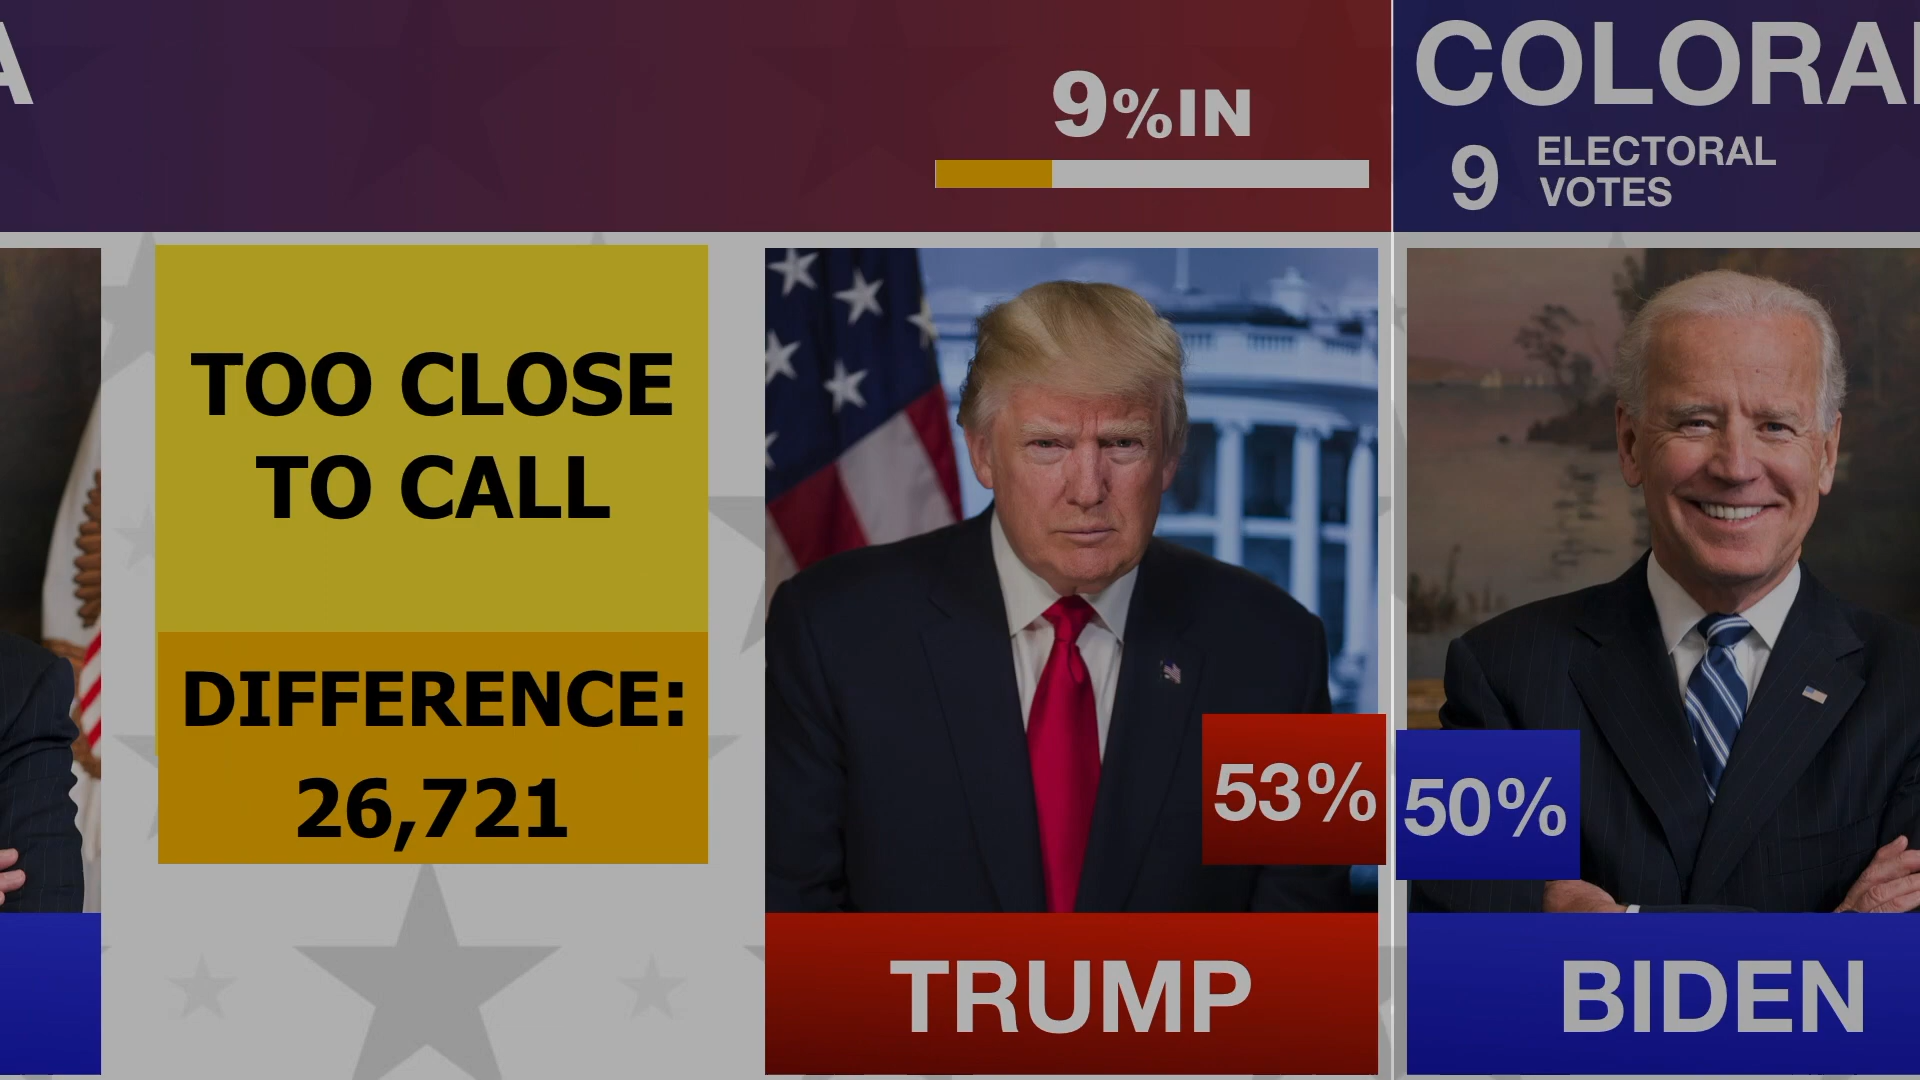 A
9%IN
TOO CLOSE
TO CALL
DIFFERENCE:
26,721
53%
TRUMP
COLORA
9 ELECTORAL
VOTES
50%
BIDEN